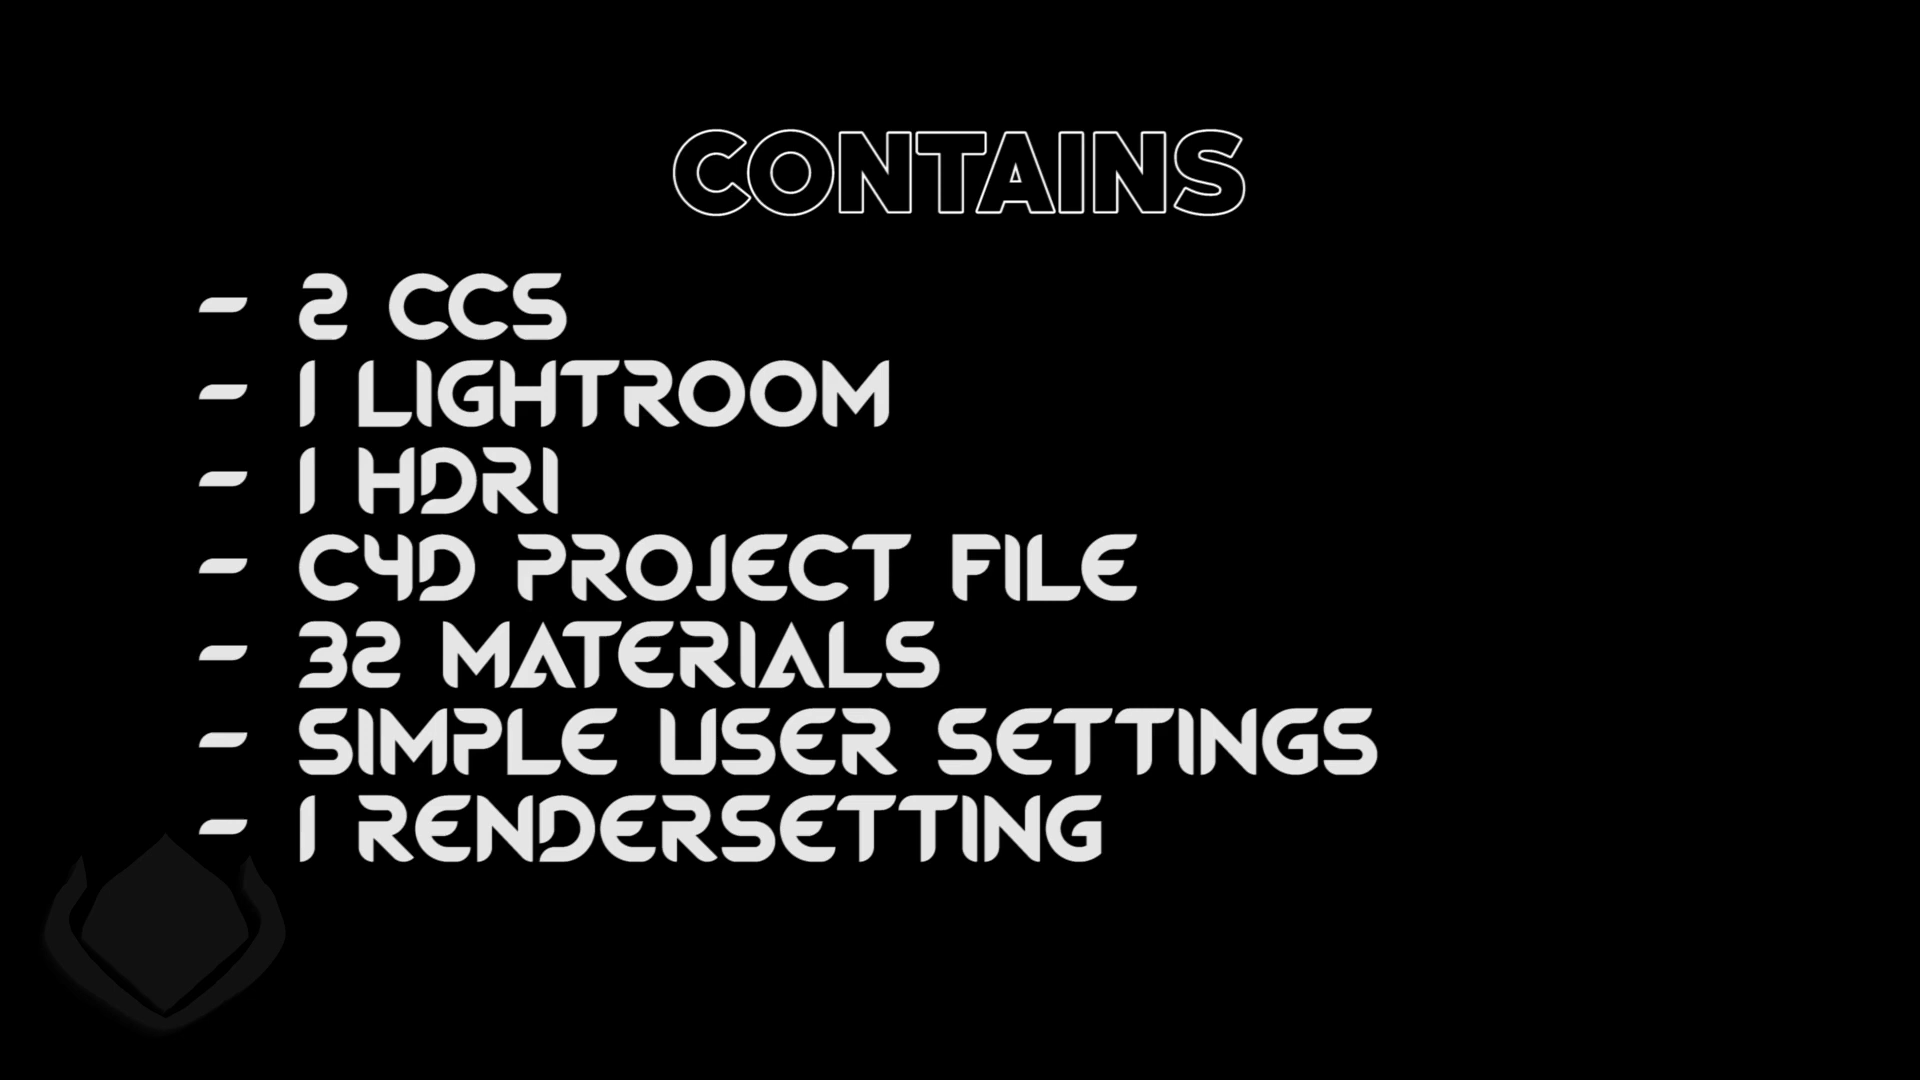 CONTAINS
- 2 CCS
- 1 LIGHTROOM
- 1 HDRI
- C4D PROJECT FILE
- 32 MATERIALS
- SIMPLE USER SETTINGS
- 1 RENDERSETTING